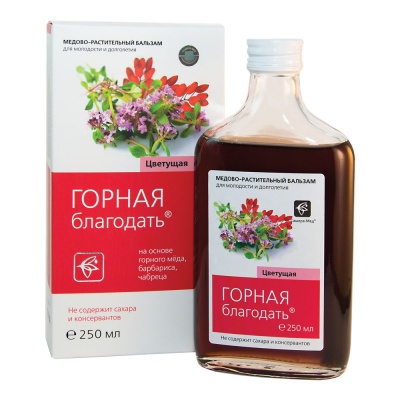 МЕДОВО-РАСТИТЕЛЬНЫЙ БАЛЬЗАМ
для молодости и долголетия
Цветущая
ГОРНАЯ
благодать®
на основе
горного мёда,
барбариса,
чабреца
Не содержит сахара
и консервантов
℮ 250 мл
МЕДОВО-РАСТИТЕЛЬНЫЙ БАЛЬЗАМ
для молодости и долголетия
Цветущая
ГОРНАЯ
благодать®
℮ 250 мл
Не содержит сахара и консервантов